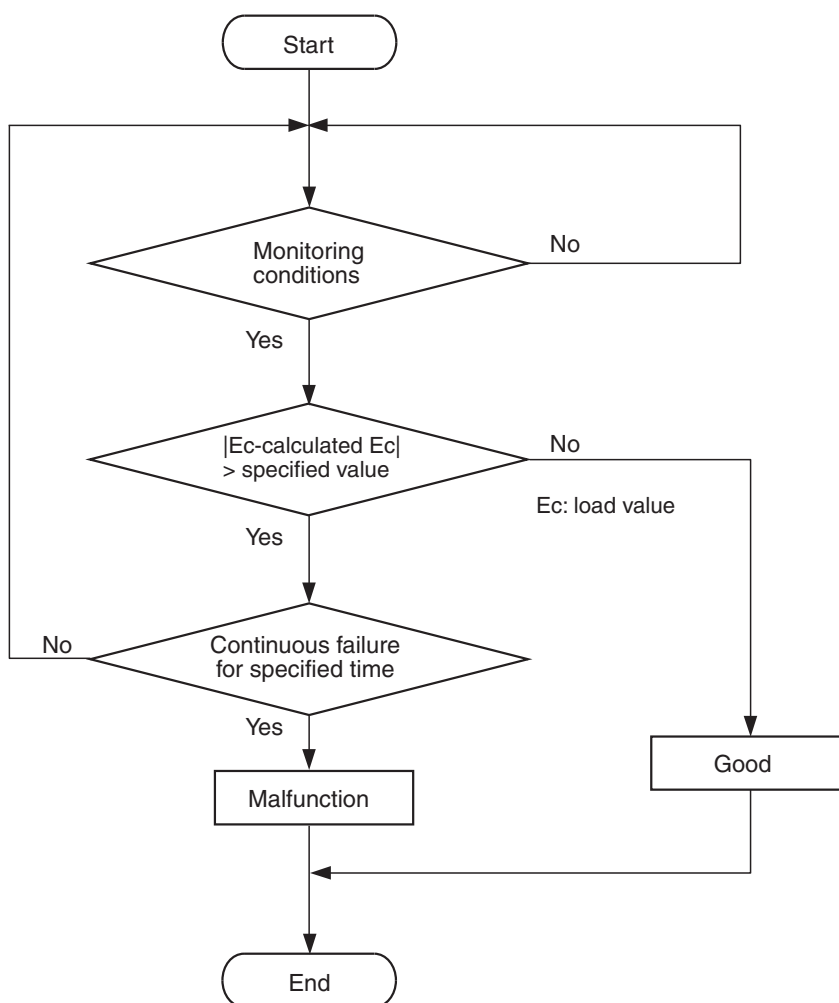 Start
Monitoring
conditions
No
Yes
|Ec-calculated Ec|
> specified value
No
Ec: load value
Yes
Continuous failure
for specified time
No
Yes
Malfunction
Good
End